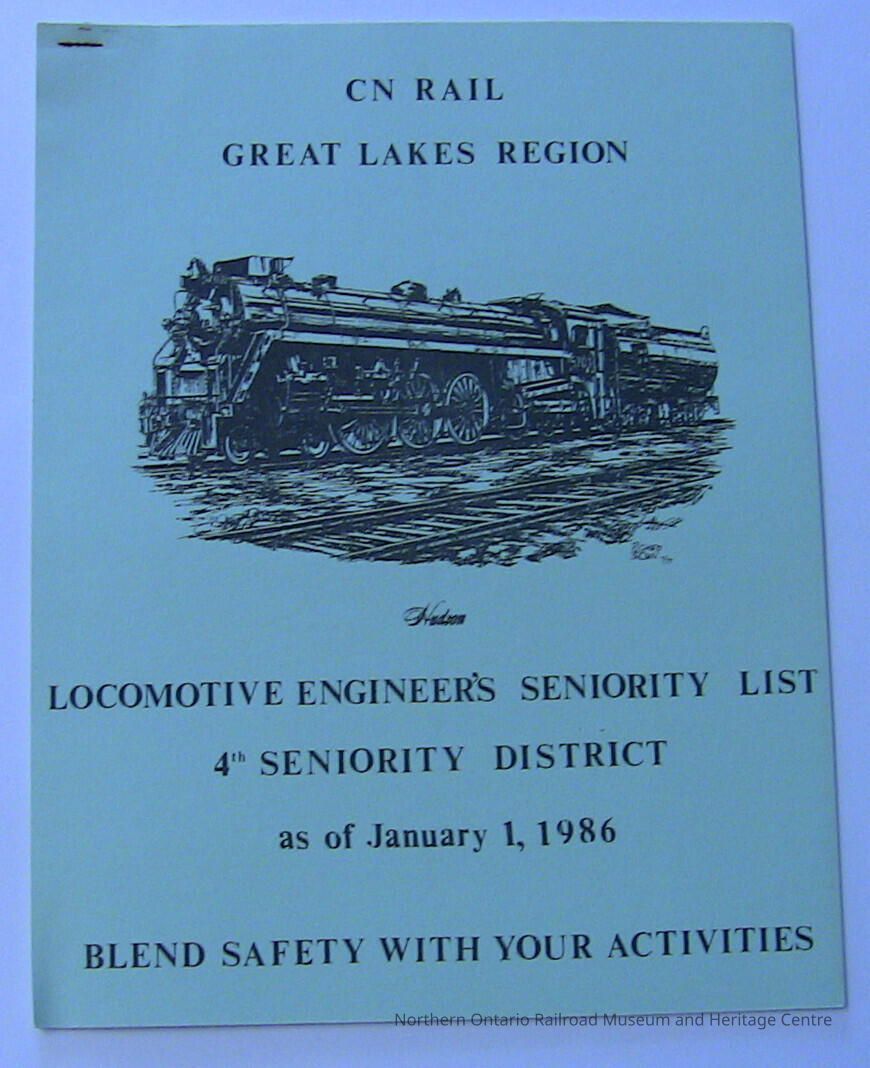 CN RAIL
GREAT LAKES REGION
Hudson
LOCOMOTIVE ENGINEER'S SENIORITY LIST
4th SENIORITY DISTRICT
as of January 1, 1986
BLEND SAFETY WITH YOUR ACTIVITIES
Northern Ontario Railroad Museum and Heritage Centre